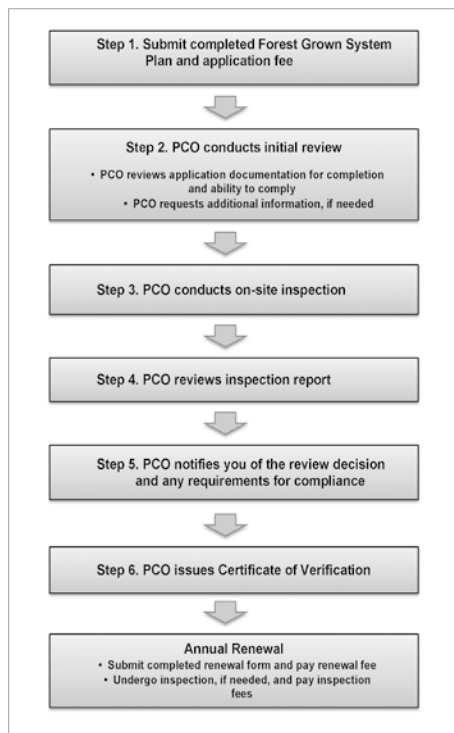 Step 1. Submit completed Forest Grown System
Plan and application fee
Step 2. PCO conducts initial review
• PCO reviews application documentation for completion
and ability to comply
• PCO requests additional information, if needed
Step 3. PCO conducts on-site inspection
Step 4. PCO reviews inspection report
Step 5. PCO notifies you of the review decision
and any requirements for compliance
Step 6. PCO issues Certificate of Verification
Annual Renewal
• Submit completed renewal form and pay renewal fee
• Undergo inspection, if needed, and pay inspection
fees